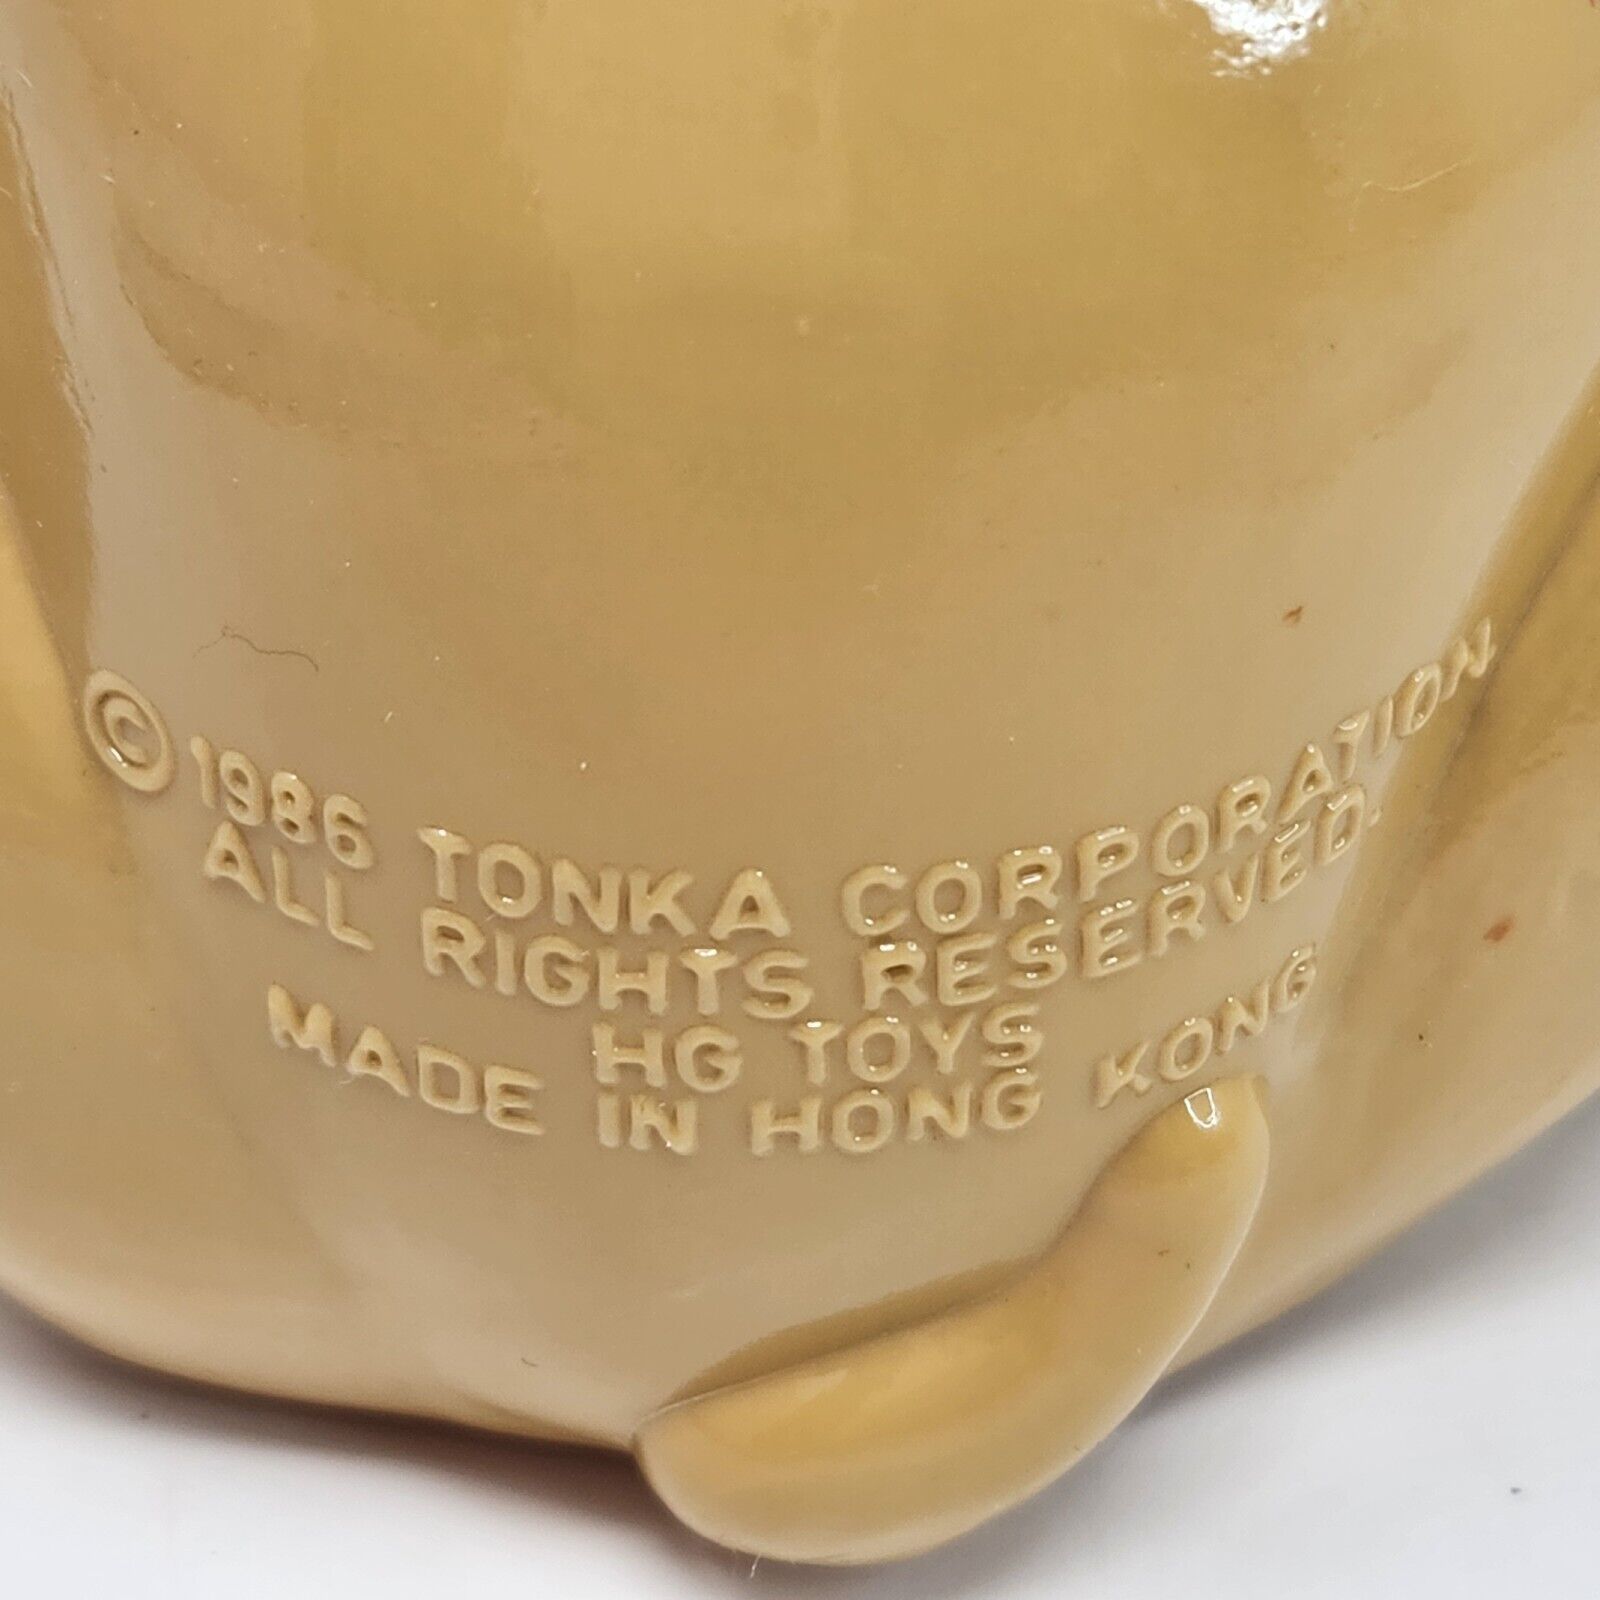 © 1986 TONKA CORPORATION
ALL RIGHTS RESERVED.
HG TOYS
MADE IN HONG KONG